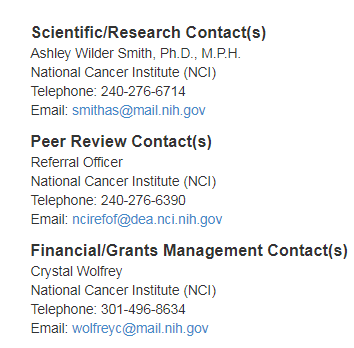 Scientific/Research Contact(s)
Ashley Wilder Smith, Ph.D., M.P.H.
National Cancer Institute (NCI)
Telephone: 240-276-6714
Email: smithas@mail.nih.gov
Peer Review Contact(s)
Referral Officer
National Cancer Institute (NCI)
Telephone: 240-276-6390
Email: ncirefof@dea.nci.nih.gov
Financial/Grants Management Contact(s)
Crystal Wolfrey
National Cancer Institute (NCI)
Telephone: 301-496-8634
Email: wolfreyc@mail.nih.gov